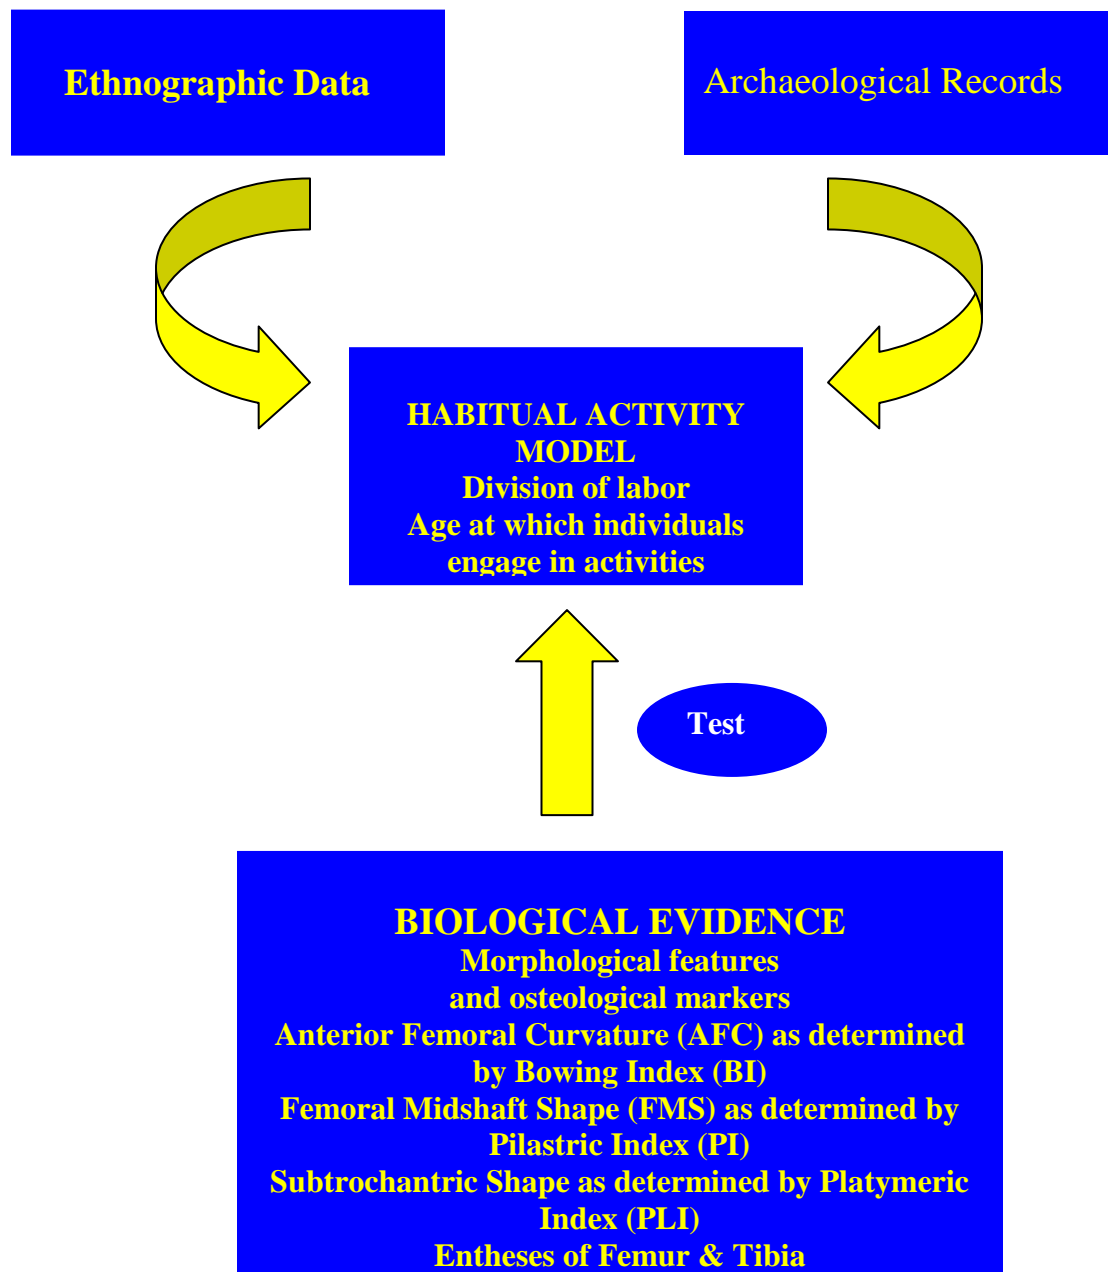 Ethnographic Data
Archaeological Records
HABITUAL ACTIVITY
MODEL
Division of labor
Age at which individuals
engage in activities
Test
BIOLOGICAL EVIDENCE
Morphological features
and osteological markers
Anterior Femoral Curvature (AFC) as determined
by Bowing Index (BI)
Femoral Midshaft Shape (FMS) as determined by
Pilastric Index (PI)
Subtrochantric Shape as determined by Platymeric
Index (PLI)
Entheses of Femur & Tibia